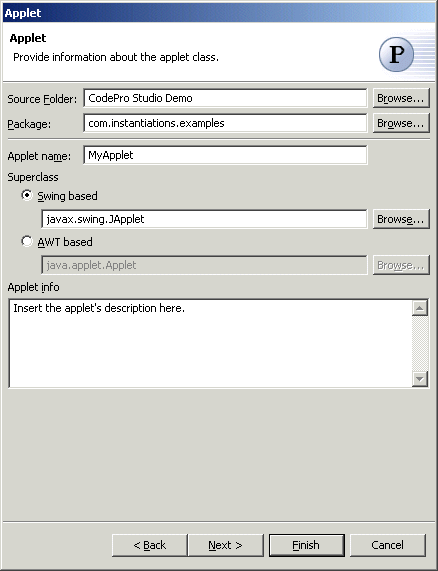 Applet
Applet
Provide information about the applet class.
P
Source Folder: CodePro Studio Demo Browse...
Package: com.instantiations.examples Browse...
Applet name: MyApplet
Superclass
Swing based
javax.swing.JApplet Browse...
AWT based
java.applet.Applet Browse...
Applet info
Insert the applet's description here.
< Back Next > Finish Cancel